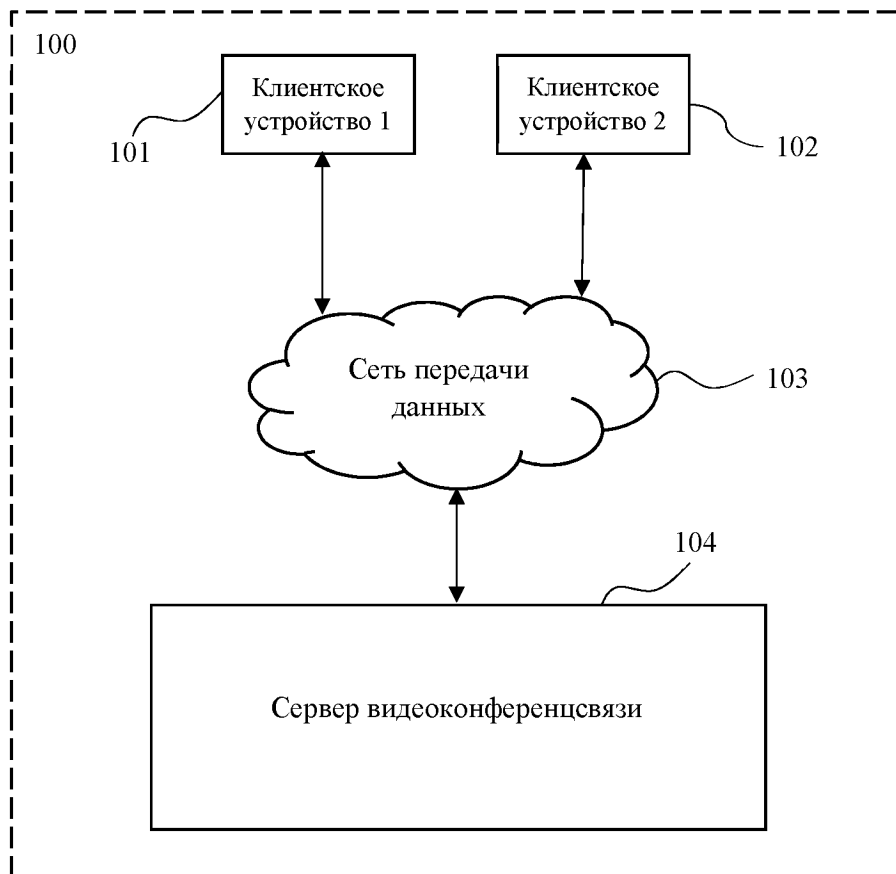 100
Клиентское
устройство 1
101
Клиентское
устройство 2
102
Сеть передачи
данных
103
104
Сервер видеоконференцсвязи